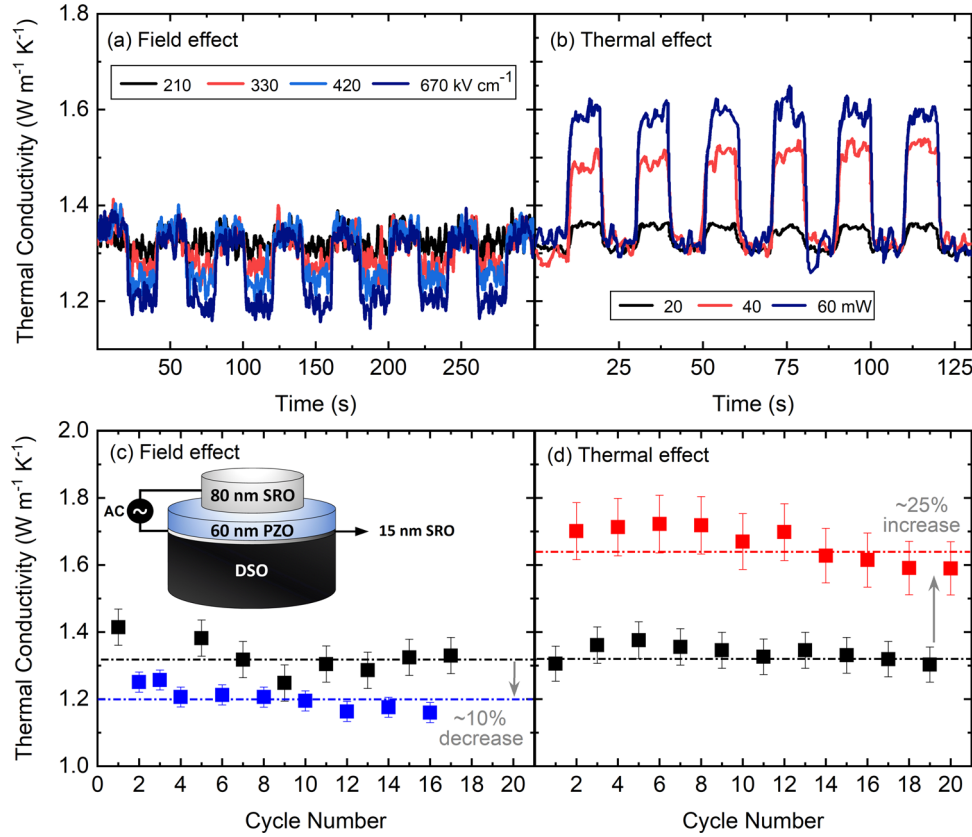 (a) Field effect
210 330 420 670 kV cm⁻¹
Thermal Conductivity (W m⁻¹ K⁻¹)
1.8
1.6
1.4
1.2
50 100 150 200 250
Time (s)
(b) Thermal effect
20 40 60 mW
25 50 75 100 125
Time (s)
(c) Field effect
AC
80 nm SRO
60 nm PZO
15 nm SRO
DSO
~10%
decrease
Thermal Conductivity (W m⁻¹ K⁻¹)
2.0
1.8
1.6
1.4
1.2
1.0
0 2 4 6 8 10 12 14 16 18 20
Cycle Number
(d) Thermal effect
~25%
increase
2 4 6 8 10 12 14 16 18 20
Cycle Number